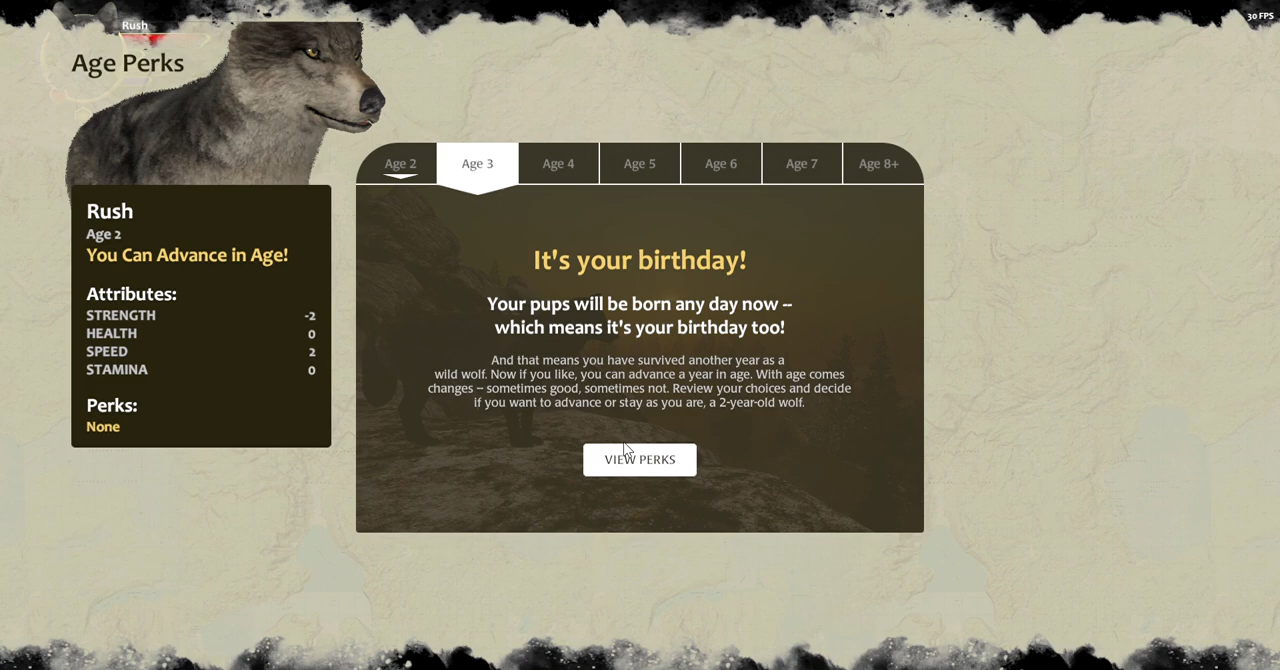 Rush
30 FPS
Age Perks
Age 2
Age 3
Age 4
Age 5
Age 6
Age 7
Age 8+
Rush
Age 2
You Can Advance in Age!
Attributes:
STRENGTH -2
HEALTH 0
SPEED 2
STAMINA 0
Perks:
None
It's your birthday!
Your pups will be born any day now --
which means it's your birthday too!
And that means you have survived another year as a
wild wolf. Now if you like, you can advance a year in age. With age comes
changes – sometimes good, sometimes not. Review your choices and decide
if you want to advance or stay as you are, a 2-year-old wolf.
VIEW PERKS